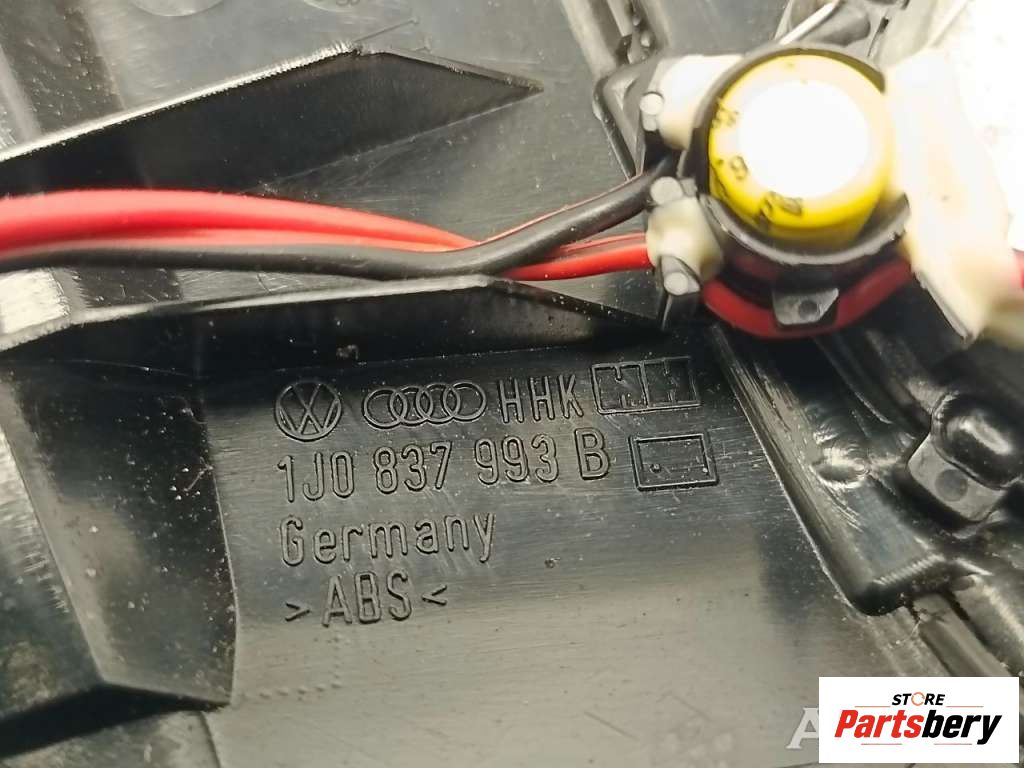 HHK
1J0 837 993 B
Germany
>ABS<
STORE
Partsbery